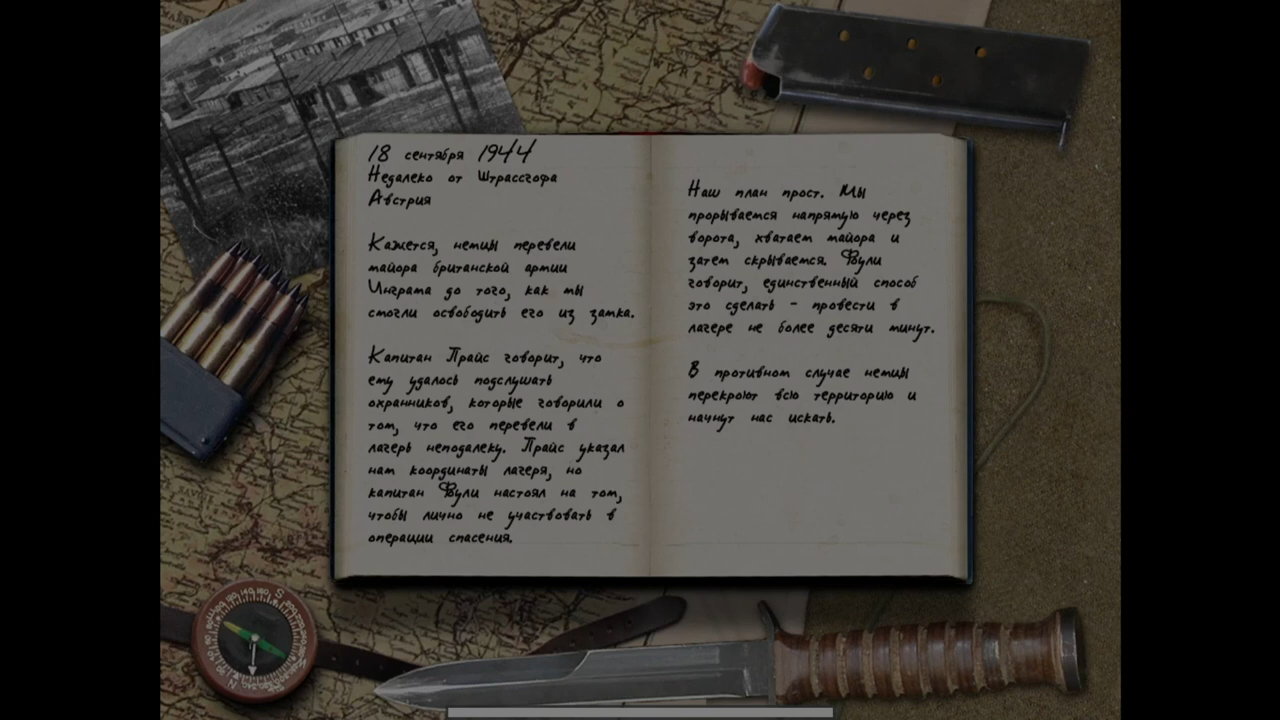 18 сентября 1944
Недалеко от Штрассгофа
Австрия
Кажется, немцы перевели
майора британской армии
Инграма до того, как мы
смогли освободить его из замка.
Капитан Прайс говорит, что
ему удалось подслушать
охранников, которые говорили о
том, что его перевели в
лагерь неподалеку. Прайс указал
нам координаты лагеря, но
капитан Фоули настоял на том,
чтобы лично не участвовать в
операции спасения.
Наш план прост. Мы
прорываемся напрямую через
ворота, хватаем майора и
затем скрываемся. Фоули
говорит, единственный способ
это сделать - провести в
лагере не более десяти минут.
В противном случае немцы
перекроют всю территорию и
начнут нас искать.